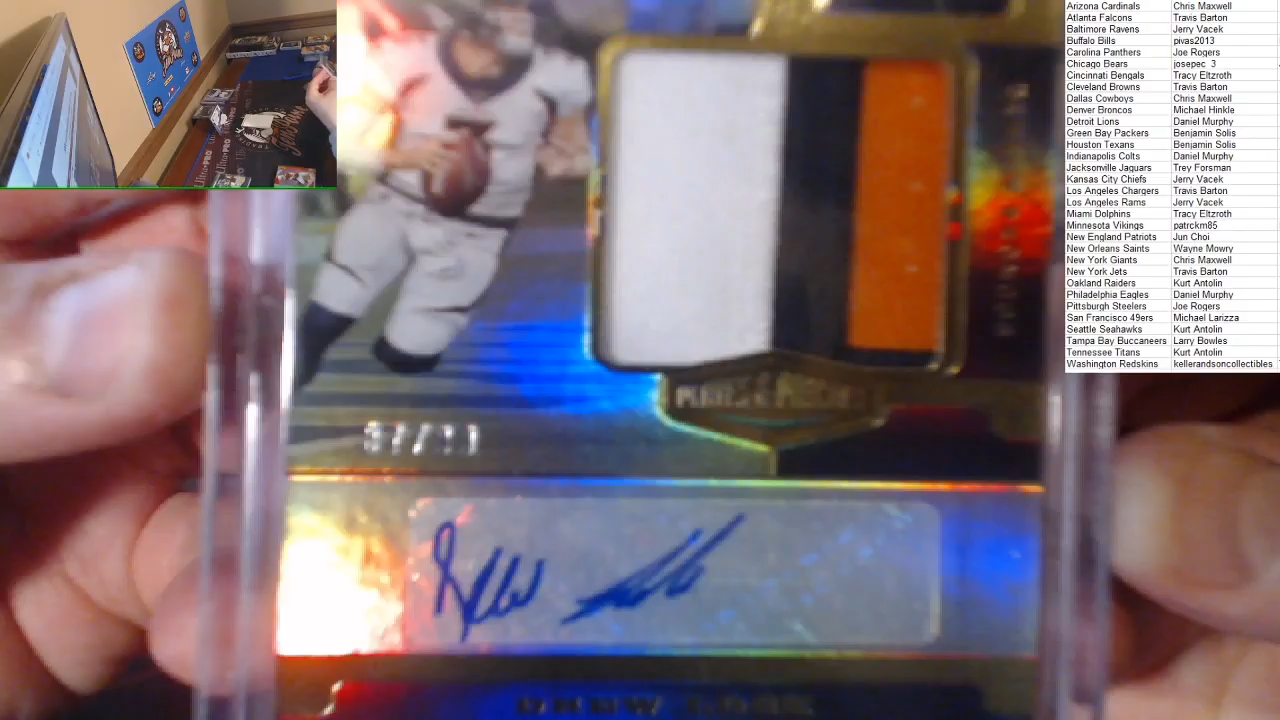 Arizona Cardinals Chris Maxwell
Atlanta Falcons Travis Barton
Baltimore Ravens Jerry Vacek
Buffalo Bills pivas2013
Carolina Panthers Joe Rogers
Chicago Bears josepc 3
Cincinnati Bengals Tracy Eltzroth
Cleveland Browns Travis Barton
Dallas Cowboys Chris Maxwell
Denver Broncos Michael Hinkle
Detroit Lions Daniel Murphy
Green Bay Packers Benjamin Solis
Houston Texans Benjamin Solis
Indianapolis Colts Daniel Murphy
Jacksonville Jaguars Trey Forsman
Kansas City Chiefs Jerry Vacek
Los Angeles Chargers Travis Barton
Los Angeles Rams Jerry Vacek
Miami Dolphins Tracy Eltzroth
Minnesota Vikings patrckm85
New England Patriots Jun Choi
New Orleans Saints Wayne Mowry
New York Giants Chris Maxwell
New York Jets Travis Barton
Oakland Raiders Kurt Antolin
Philadelphia Eagles Daniel Murphy
Pittsburgh Steelers Joe Rogers
San Francisco 49ers Michael Larizza
Seattle Seahawks Kurt Antolin
Tampa Bay Buccaneers Larry Bowles
Tennessee Titans Kurt Antolin
Washington Redskins kellerandsoncollectibles
DREW LOCK